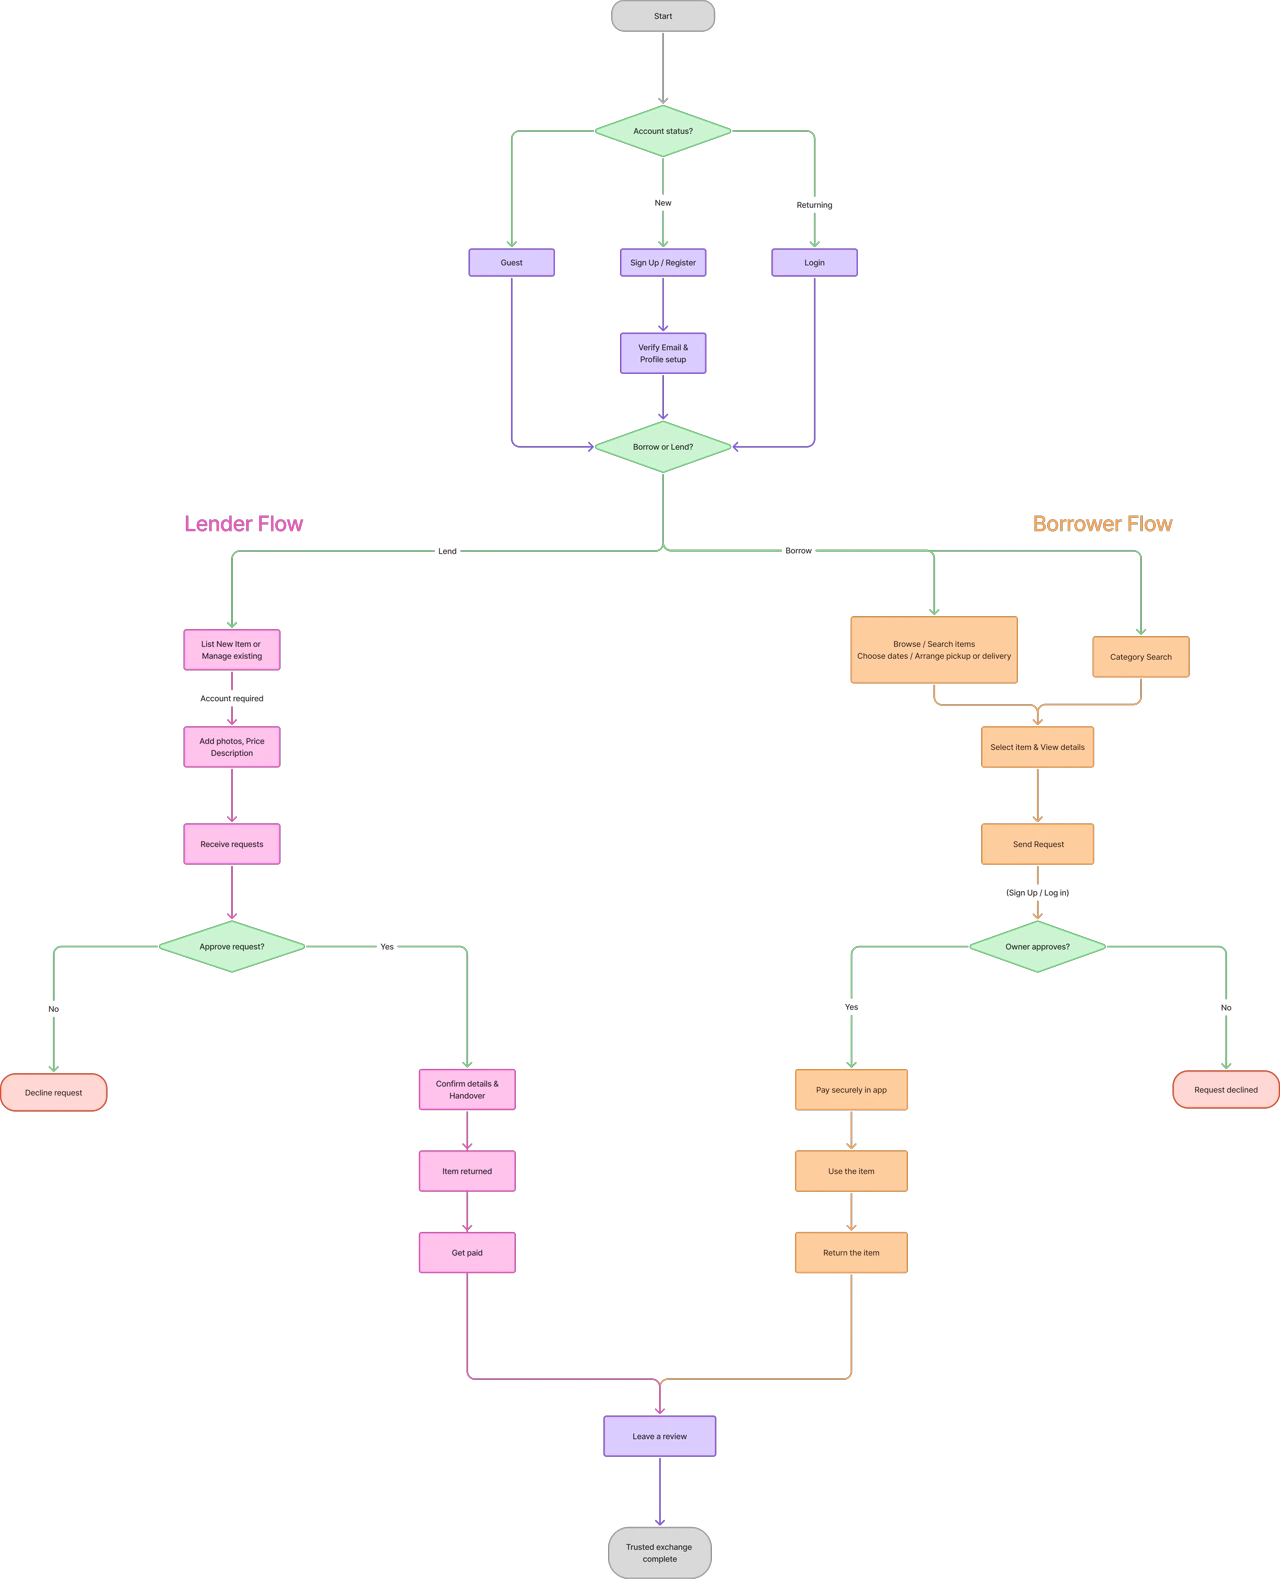 Start
Account status?
New
Returning
Guest
Sign Up / Register
Login
Verify Email &
Profile setup
Borrow or Lend?
Lender Flow
Borrower Flow
Lend
Borrow
List New Item or
Manage existing
Browse / Search items
Choose dates / Arrange pickup or delivery
Category Search
Account required
Add photos, Price
Description
Select item & View details
Receive requests
Send Request
(Sign Up / Log in)
Approve request?
Yes
Owner approves?
No
Yes
No
Decline request
Confirm details &
Handover
Pay securely in app
Request declined
Item returned
Use the item
Get paid
Return the item
Leave a review
Trusted exchange
complete